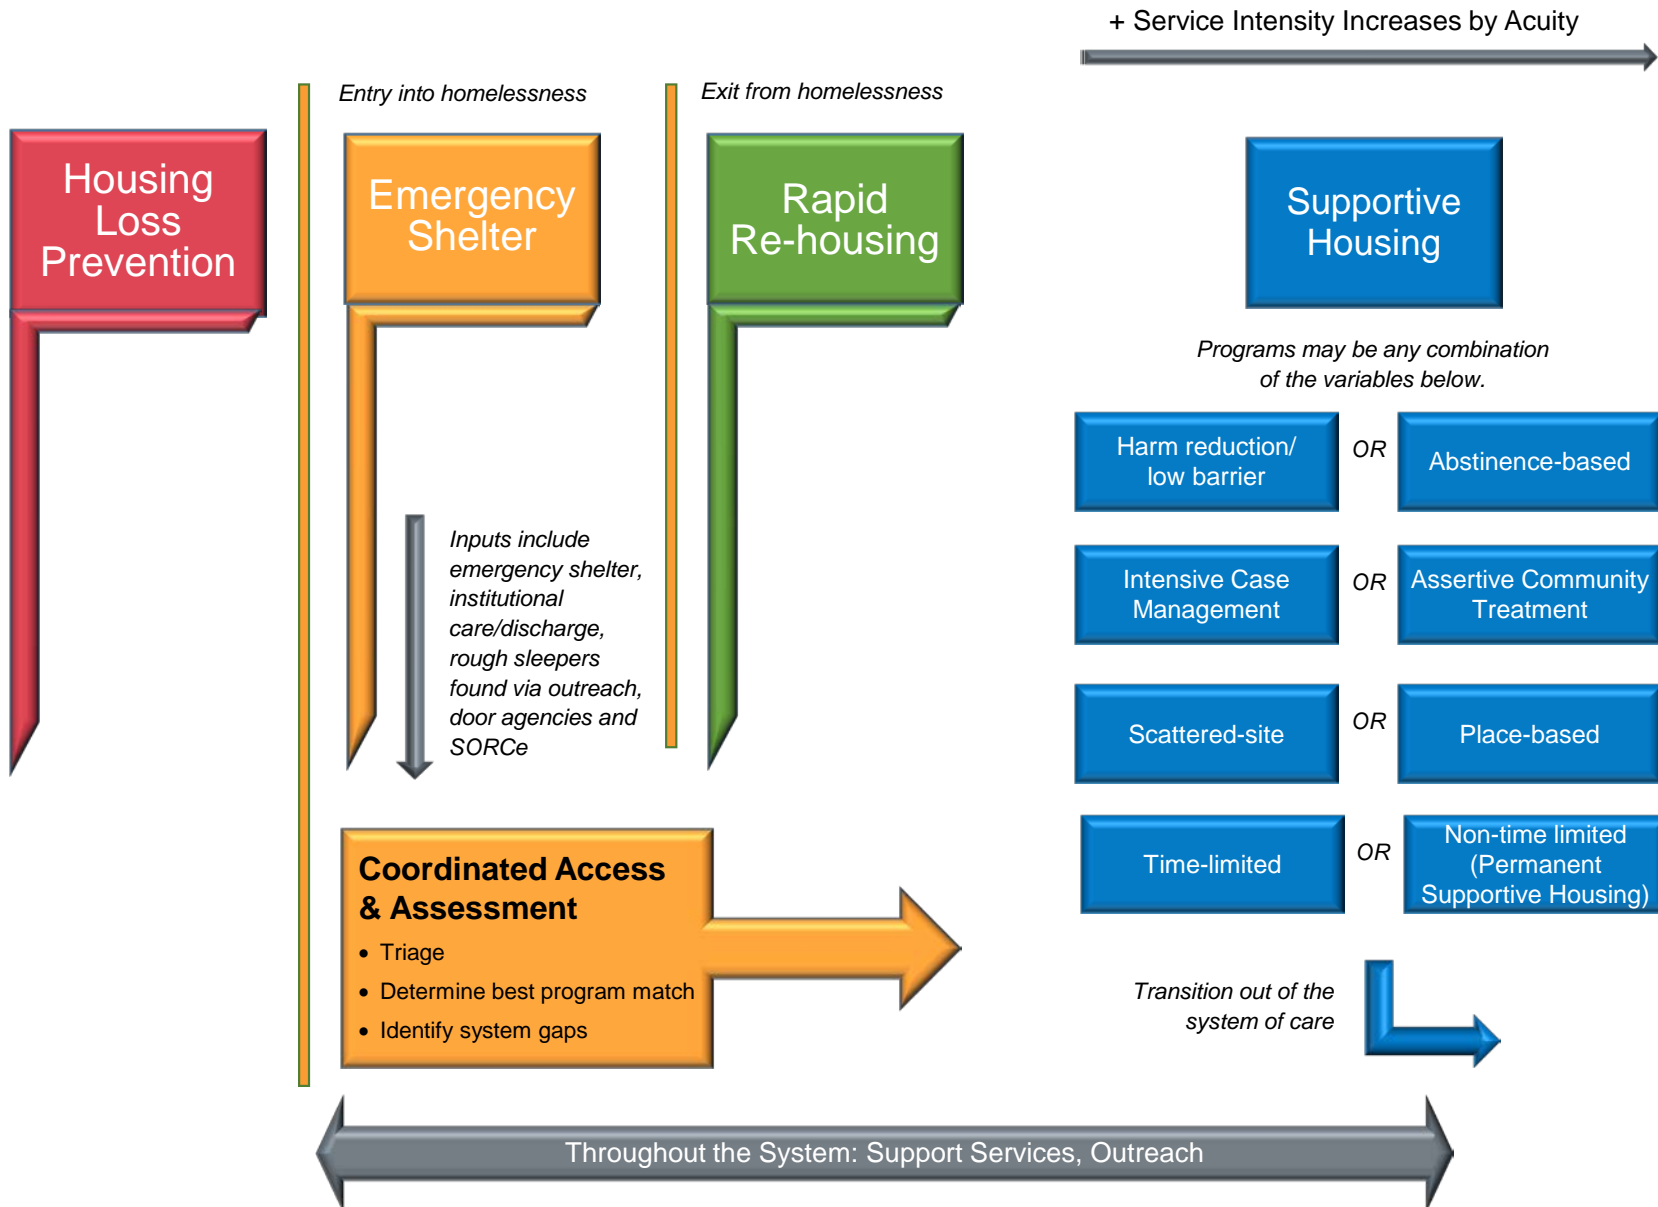 + Service Intensity Increases by Acuity
Entry into homelessness
Exit from homelessness
Housing
Loss
Prevention
Emergency
Shelter
Rapid
Re-housing
Supportive
Housing
Programs may be any combination
of the variables below.
Harm reduction/
low barrier
OR
Abstinence-based
Intensive Case
Management
OR
Assertive Community
Treatment
Scattered-site
OR
Place-based
Time-limited
OR
Non-time limited
(Permanent
Supportive Housing)
Inputs include
emergency shelter,
institutional
care/discharge,
rough sleepers
found via outreach,
door agencies and
SORCe
Coordinated Access
& Assessment
• Triage
• Determine best program match
• Identify system gaps
Transition out of the
system of care
Throughout the System: Support Services, Outreach